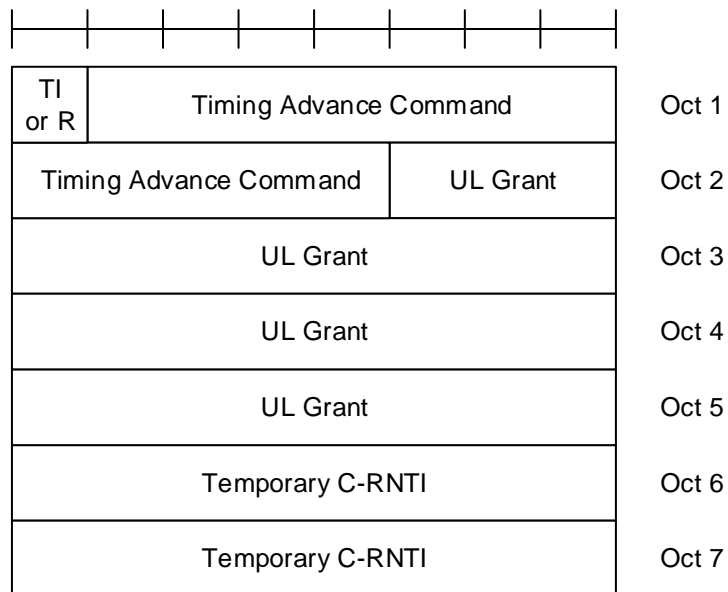 TI
or R
Timing Advance Command
Oct 1
Timing Advance Command
UL Grant
Oct 2
UL Grant
Oct 3
UL Grant
Oct 4
UL Grant
Oct 5
Temporary C-RNTI
Oct 6
Temporary C-RNTI
Oct 7